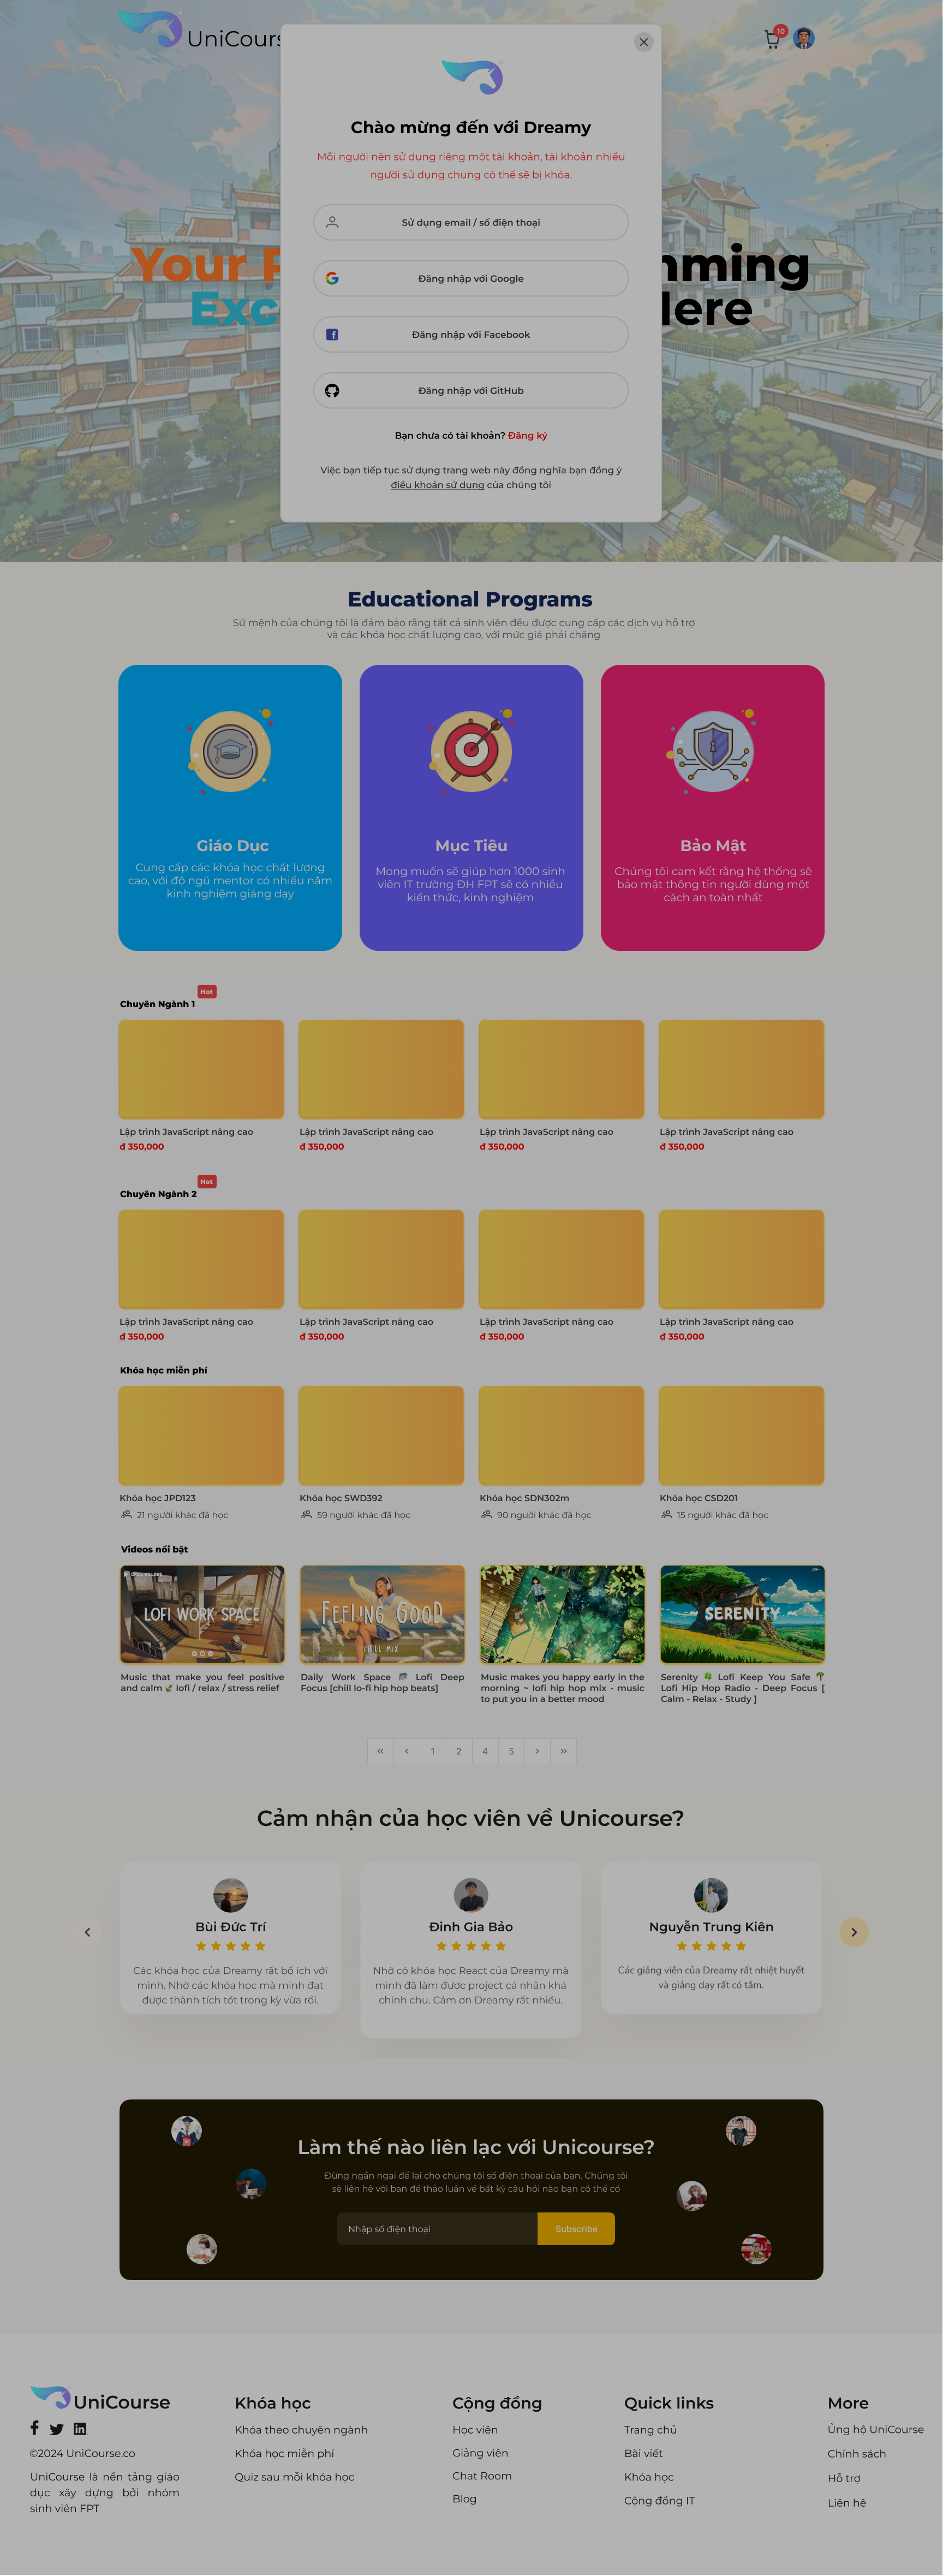 UniCours
10
Chào mừng đến với Dreamy
Mỗi người nên sử dụng riêng một tài khoản, tài khoản nhiều
người sử dụng chung có thể sẽ bị khóa.
Your P
mming
Exc
Here
Sử dụng email / số điện thoại
Đăng nhập với Google
Đăng nhập với Facebook
Đăng nhập với GitHub
Bạn chưa có tài khoản? Đăng ký
Việc bạn tiếp tục sử dụng trang web này đồng nghĩa bạn đồng ý
điều khoản sử dụng của chúng tôi
Educational Programs
Sứ mệnh của chúng tôi là đảm bảo rằng tất cả sinh viên đều được cung cấp các dịch vụ hỗ trợ
và các khóa học chất lượng cao, với mức giá phải chăng
Giáo Dục
Cung cấp các khóa học chất lượng
cao, với độ ngũ mentor có nhiều năm
kinh nghiệm giảng dạy
Mục Tiêu
Mong muốn sẽ giúp hơn 1000 sinh
viên IT trường ĐH FPT sẽ có nhiều
kiến thức, kinh nghiệm
Bảo Mật
Chúng tôi cam kết rằng hệ thống sẽ
bảo mật thông tin người dùng một
cách an toàn nhất
Chuyên Ngành 1
Hot
Lập trình JavaScript nâng cao
₫ 350,000
Lập trình JavaScript nâng cao
₫ 350,000
Lập trình JavaScript nâng cao
₫ 350,000
Lập trình JavaScript nâng cao
₫ 350,000
Chuyên Ngành 2
Hot
Lập trình JavaScript nâng cao
₫ 350,000
Lập trình JavaScript nâng cao
₫ 350,000
Lập trình JavaScript nâng cao
₫ 350,000
Lập trình JavaScript nâng cao
₫ 350,000
Khóa học miễn phí
Khóa học JPD123
21 người khác đã học
Khóa học SWD392
59 người khác đã học
Khóa học SDN302m
90 người khác đã học
Khóa học CSD201
15 người khác đã học
Videos nổi bật
LOFI WORK SPACE
Music that make you feel positive
and calm 🍃 lofi / relax / stress relief
FEELING GOOD
CHILL MIX
Daily Work Space Lofi Deep
Focus [chill lo-fi hip hop beats]
Music makes you happy early in the
morning ~ lofi hip hop mix - music
to put you in a better mood
SERENITY
Serenity 🍀 Lofi Keep You Safe 🌴
Lofi Hip Hop Radio - Deep Focus [
Calm - Relax - Study ]
« ‹ 1 2 4 5 › »
Cảm nhận của học viên về Unicourse?
Bùi Đức Trí
Các khóa học của Dreamy rất bổ ích với
mình. Nhờ các khóa học mà mình đạt
được thành tích tốt trong kỳ vừa rồi.
Đinh Gia Bảo
Nhờ có khóa học React của Dreamy mà
mình đã làm được project cá nhân khá
chỉnh chu. Cảm ơn Dreamy rất nhiều.
Nguyễn Trung Kiên
Các giảng viên của Dreamy rất nhiệt huyết
và giảng dạy rất có tâm.
Làm thế nào liên lạc với Unicourse?
Đừng ngần ngại để lại cho chúng tôi số điện thoại của bạn. Chúng tôi
sẽ liên hệ với bạn để thảo luận về bất kỳ câu hỏi nào bạn có thể có
Nhập số điện thoại
Subscribe
UniCourse
©2024 UniCourse.co
UniCourse là nền tảng giáo
dục xây dựng bởi nhóm
sinh viên FPT
Khóa học
Khóa theo chuyên ngành
Khóa học miễn phí
Quiz sau mỗi khóa học
Cộng đồng
Học viên
Giảng viên
Chat Room
Blog
Quick links
Trang chủ
Bài viết
Khóa học
Cộng đồng IT
More
Ủng hộ UniCourse
Chính sách
Hỗ trợ
Liên hệ